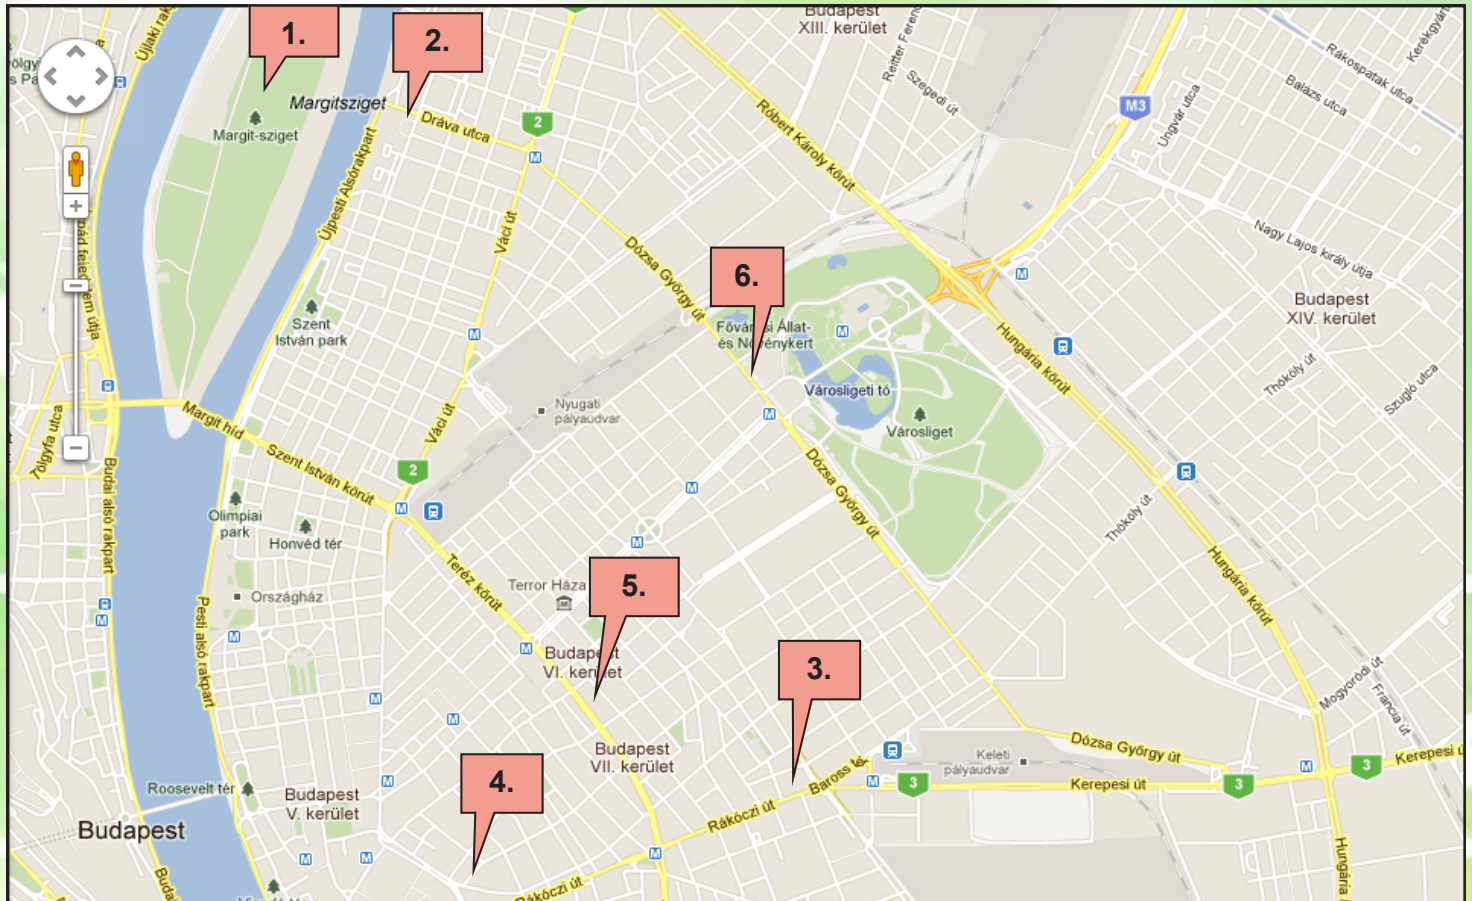 1.
2.
3.
4.
5.
6.
Budapest
XIII. kerület
Margitsziget
Margit-sziget
Újpesti Alsórakpart
Dráva utca
2
M
Váci út
Dózsa György út
Róbert Károly körút
Szegedi út
M3
Rákospatak utca
Balázs utca
Ungvár utca
Nagy Lajos király útja
Budapest
XIV. kerület
Thököly út
Szugló utca
Hungária körút
Fővárosi Állat-
és Növénykert
Városligeti tó
Városliget
Szent
István park
Nyugati
pályaudvar
Váci út
2
Margit híd
Szent István körút
Tölgyfa utca
Budai alsó rakpart
Olimpiai
park
Honvéd tér
Országház
Pesti alsó rakpart
Teréz körút
Terror Háza
Budapest
VI. kerület
Dózsa György út
Thököly út
Hungária körút
Mogyoródi út
Francia út
Budapest
VII. kerület
Baross tér
Keleti
pályaudvar
Dózsa György út
Kerepesi út
3
3
3
Kerepesi
Rákóczi út
Rákóczi út
Roosevelt tér
Budapest
V. kerület
Budapest
Hungária